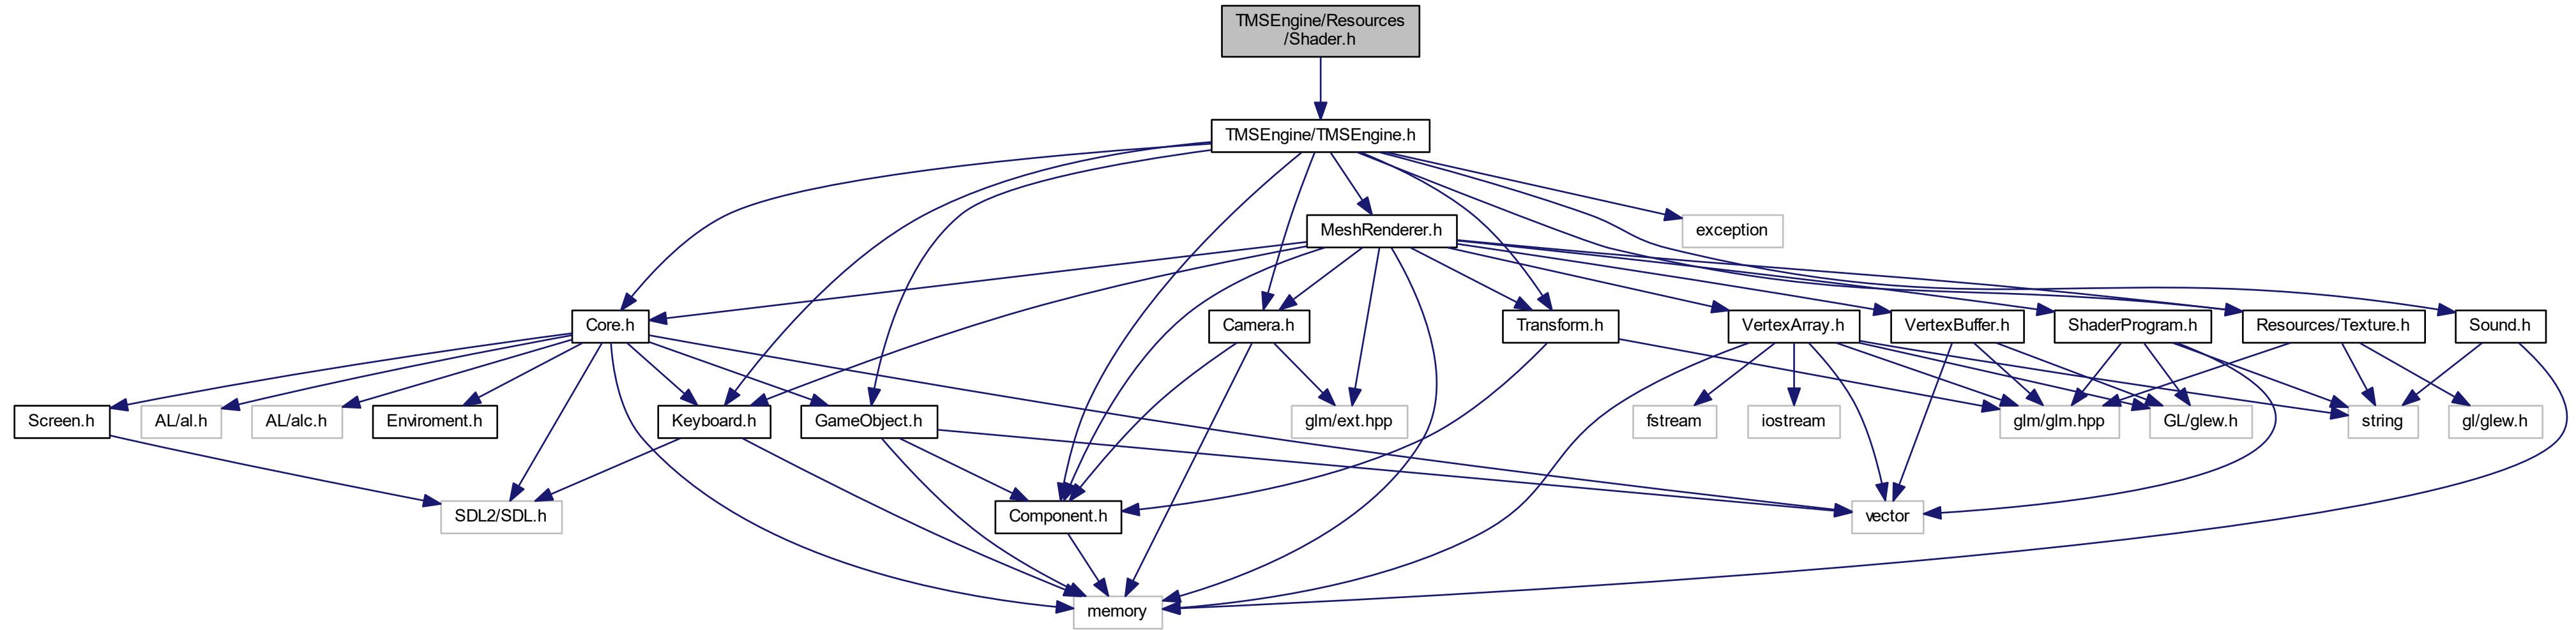 TMSEngine/Resources
/Shader.h
TMSEngine/TMSEngine.h
MeshRenderer.h
exception
Core.h
Camera.h
Transform.h
VertexArray.h
VertexBuffer.h
ShaderProgram.h
Resources/Texture.h
Sound.h
Screen.h
AL/al.h
AL/alc.h
Enviroment.h
Keyboard.h
GameObject.h
glm/ext.hpp
fstream
iostream
glm/glm.hpp
GL/glew.h
string
gl/glew.h
SDL2/SDL.h
Component.h
vector
memory